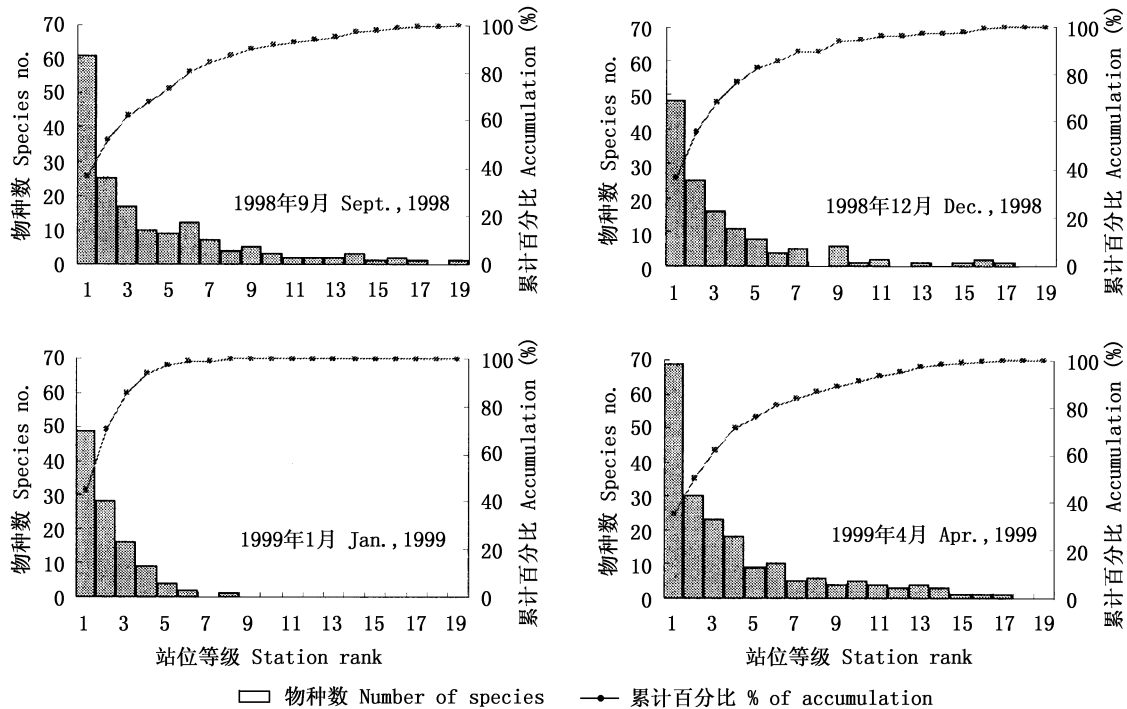 物种数 Species no.
70
60
50
40
30
20
10
0
1998年9月 Sept.,1998
100
80
60
40
20
0
累计百分比 Accumulation (%)
1 3 5 7 9 11 13 15 17 19
物种数 Species no.
70
60
50
40
30
20
10
0
1998年12月 Dec.,1998
100
80
60
40
20
0
累计百分比 Accumulation (%)
1 3 5 7 9 11 13 15 17 19
物种数 Species no.
70
60
50
40
30
20
10
0
1999年1月 Jan.,1999
100
80
60
40
20
0
累计百分比 Accumulation (%)
1 3 5 7 9 11 13 15 17 19
站位等级 Station rank
物种数 Species no.
70
60
50
40
30
20
10
0
1999年4月 Apr.,1999
100
80
60
40
20
0
累计百分比 Accumulation (%)
1 3 5 7 9 11 13 15 17 19
站位等级 Station rank
物种数 Number of species
累计百分比 % of accumulation